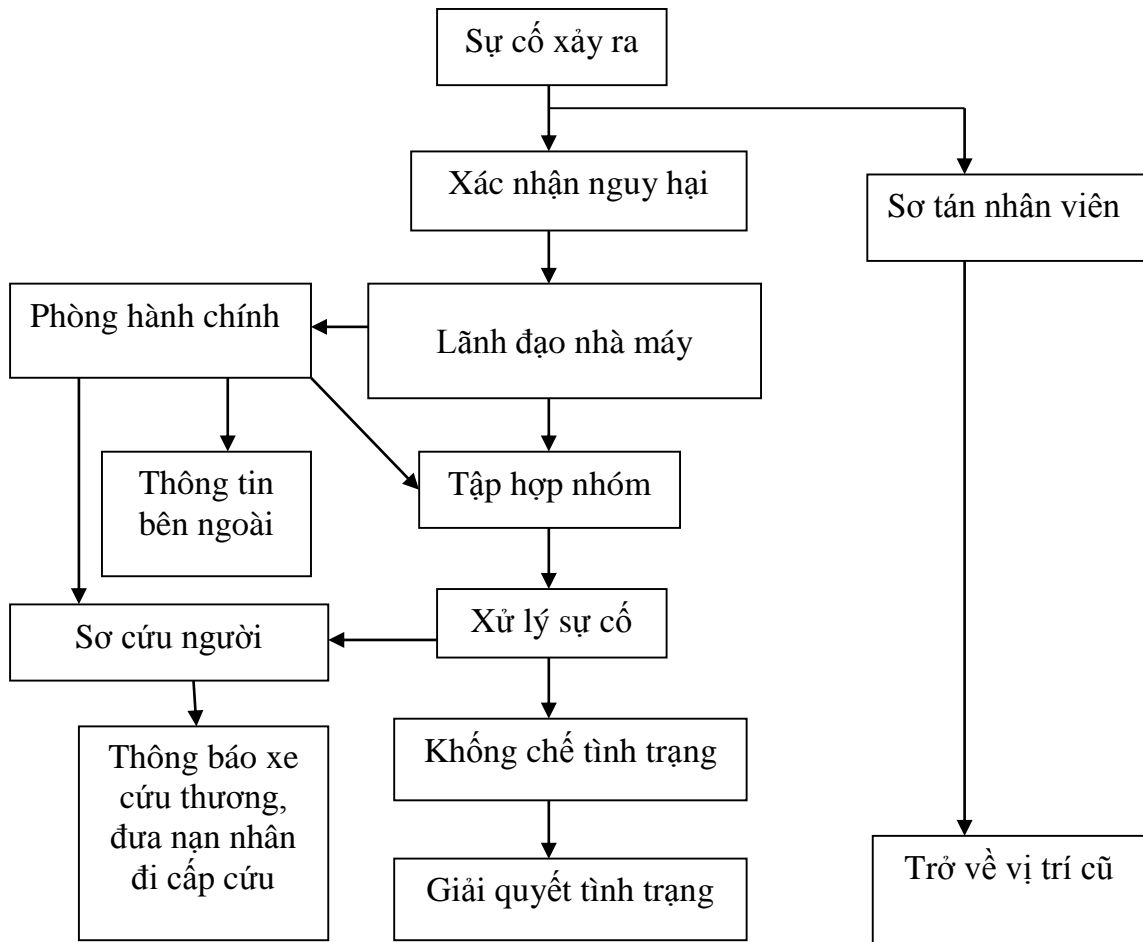 Sự cố xảy ra
Xác nhận nguy hại
Sơ tán nhân viên
Phòng hành chính
Lãnh đạo nhà máy
Thông tin
bên ngoài
Tập hợp nhóm
Sơ cứu người
Xử lý sự cố
Thông báo xe
cứu thương,
đưa nạn nhân
đi cấp cứu
Khống chế tình trạng
Giải quyết tình trạng
Trở về vị trí cũ